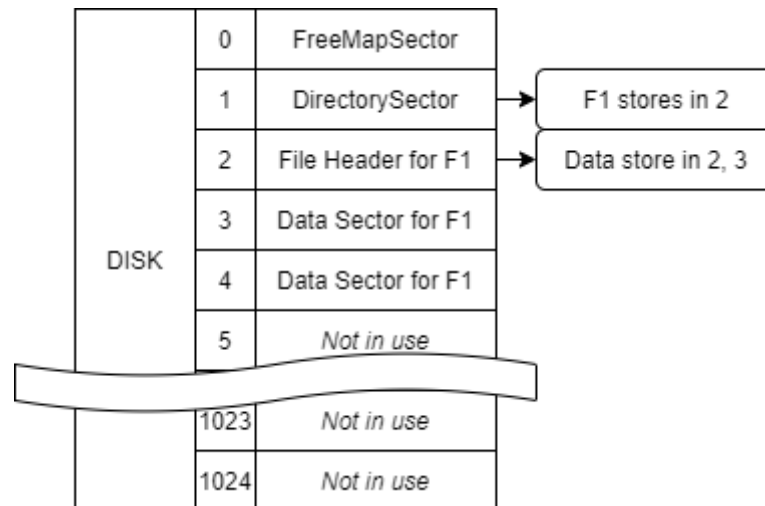 DISK
0 FreeMapSector
1 DirectorySector F1 stores in 2
2 File Header for F1 Data store in 2, 3
3 Data Sector for F1
4 Data Sector for F1
5 Not in use
1023 Not in use
1024 Not in use